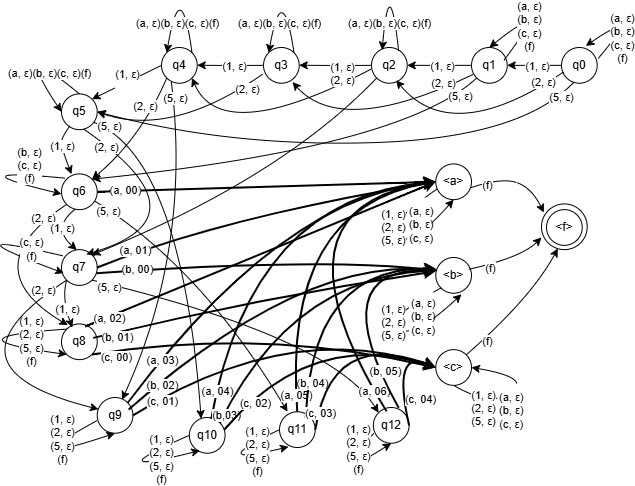 (a, ε)
(b, ε)
(c, ε)
(f)
(a, ε)
(b, ε)
(c, ε)
(f)
(a, ε)(b, ε)(c, ε)(f)
(a, ε)(b, ε)(c, ε)(f)
(a, ε)(b, ε)(c, ε)(f)
q4
(1, ε)
q3
(1, ε)
q2
(1, ε)
q1
(1, ε)
q0
(a, ε)(b, ε)(c, ε)(f)
(1, ε)
(2, ε)
(2, ε)
(2, ε)
(2, ε)
(5, ε)
(5, ε)
(5, ε)
(2, ε)
q5
(5, ε)
(1, ε)
(2, ε)
(b, ε)
(c, ε)
(f)
q6
(a, 00)
(5, ε)
<a>
(f)
(2, ε)
(1, ε)
(1, ε)
(2, ε)
(5, ε)
(a, ε)
(b, ε)
(c, ε)
<f>
(c, ε)
(f)
q7
(a, 01)
(b, 00)
(5, ε)
<b>
(f)
(2, ε)
(1, ε)
(1, ε)
(2, ε)
(5, ε)
(a, ε)
(b, ε)
(c, ε)
(1, ε)
(2, ε)
(5, ε)
(f)
q8
(a, 02)
(b, 01)
(c, 00)
(f)
<c>
(a, 03)
(b, 02)
(c, 01)
(a, 04)
(b,03)
(c, 02)
(b, 04)
(a, 05)
(c, 03)
(b, 05)
(a, 06)
(c, 04)
(1, ε)
(2, ε)
(5, ε)
(a, ε)
(b, ε)
(c, ε)
q9
(1, ε)
(2, ε)
(5, ε)
(f)
q10
(1, ε)
(2, ε)
(5, ε)
(f)
q11
(1, ε)
(2, ε)
(5, ε)
(f)
q12
(1, ε)
(2, ε)
(5, ε)
(f)